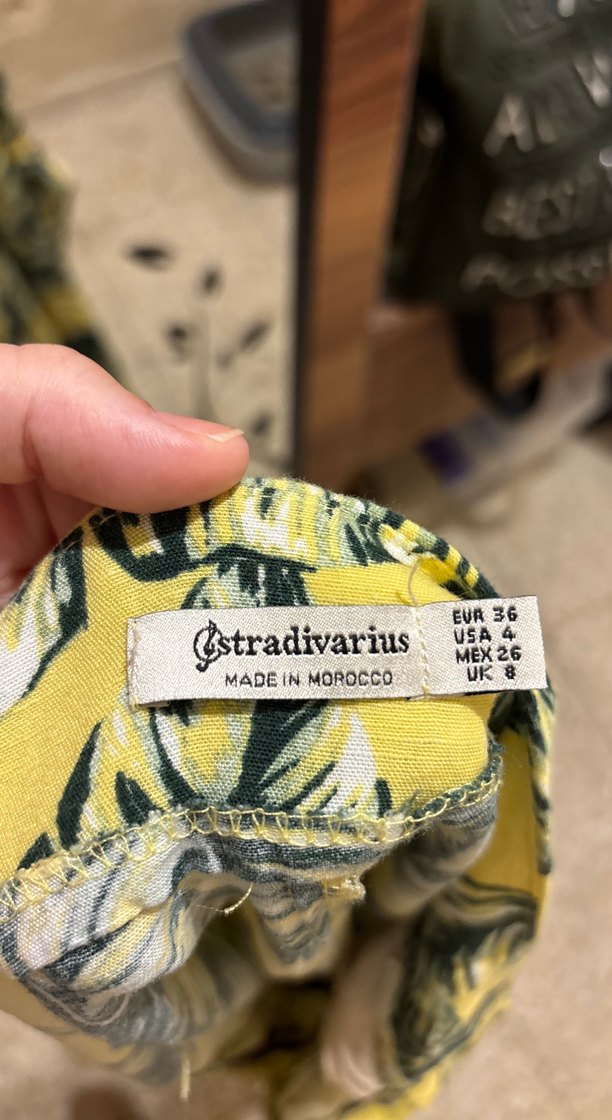 stradivarius
MADE IN MOROCCO
EUR 36
USA 4
MEX 26
UK 8